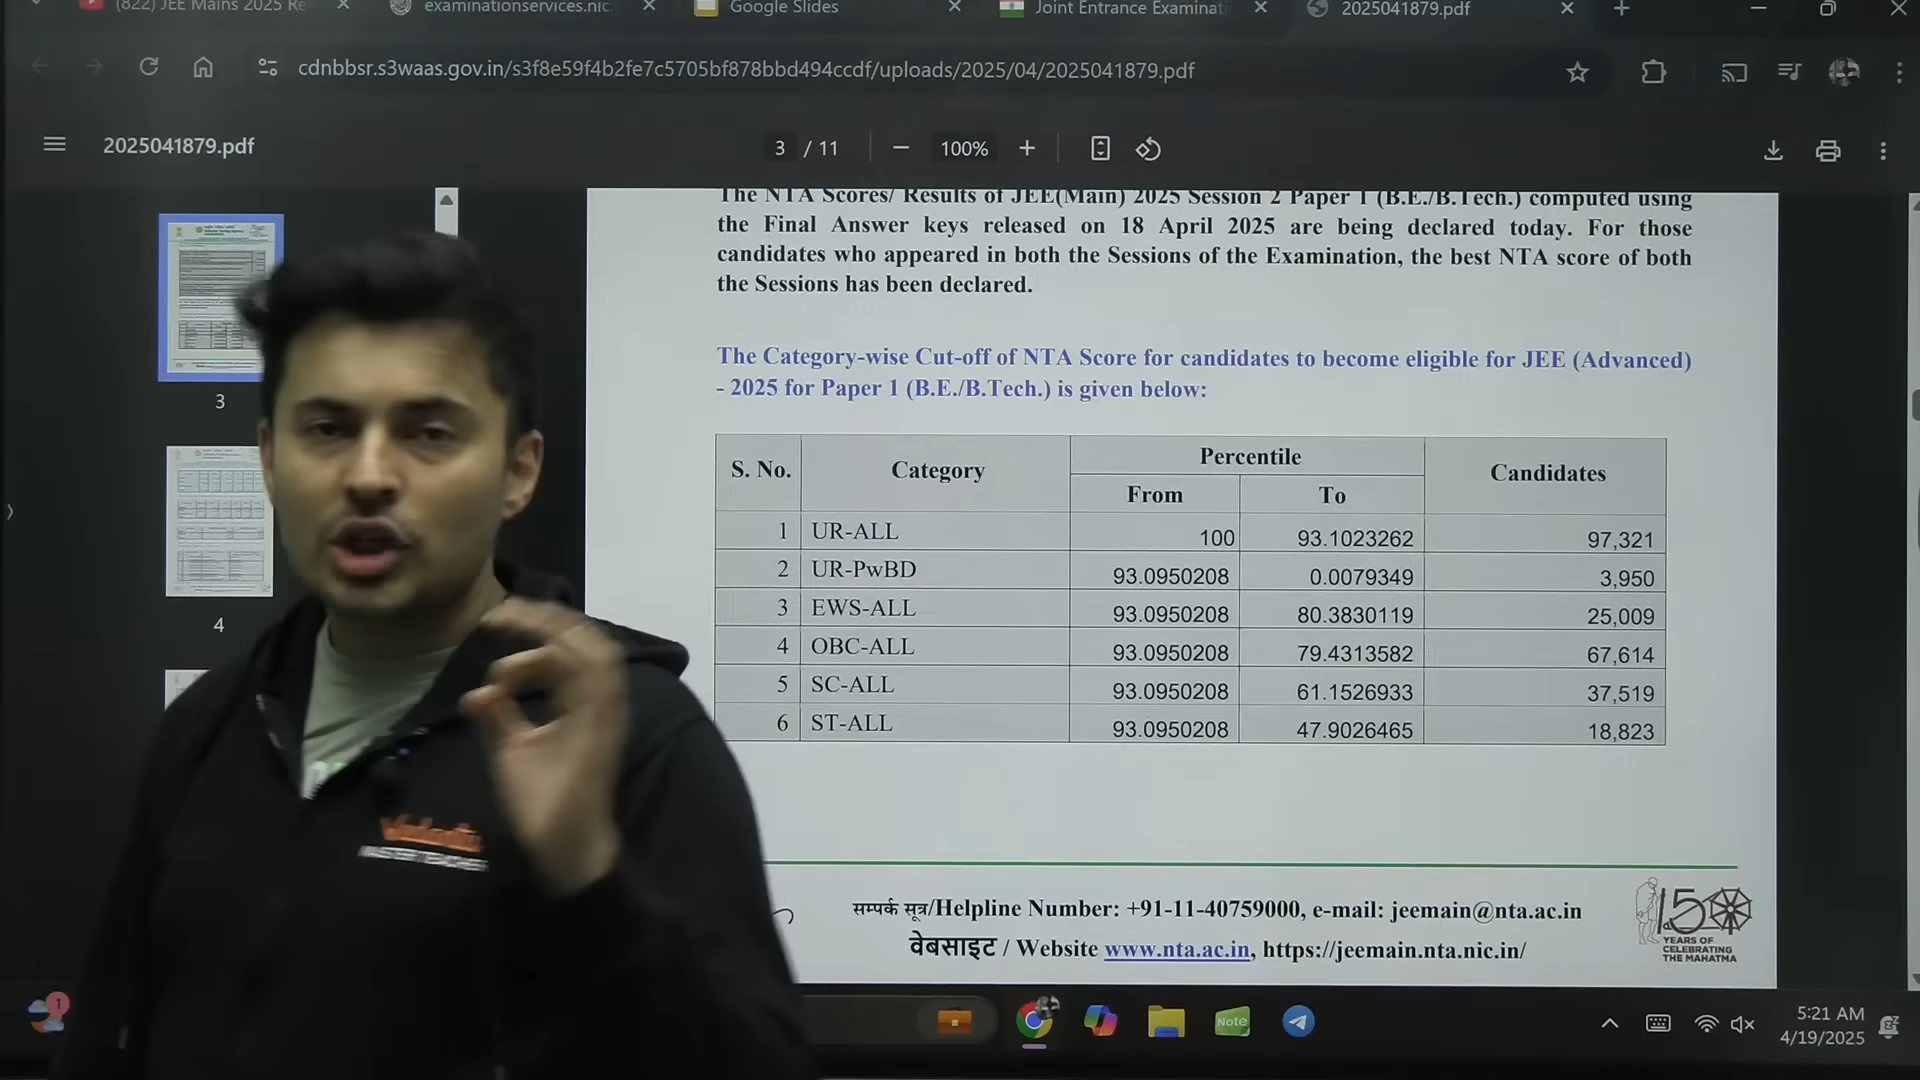 (822) JEE Mains 2025 Re
examinationservices.nic
Google Slides
Joint Entrance Examinat
2025041879.pdf
cdnbbsr.s3waas.gov.in/s3f8e59f4b2fe7c5705bf878bbd494ccdf/uploads/2025/04/2025041879.pdf
2025041879.pdf
3 / 11
100%
The NTA Scores/ Results of JEE(Main) 2025 Session 2 Paper 1 (B.E./B.Tech.) computed using
the Final Answer keys released on 18 April 2025 are being declared today. For those
candidates who appeared in both the Sessions of the Examination, the best NTA score of both
the Sessions has been declared.
The Category-wise Cut-off of NTA Score for candidates to become eligible for JEE (Advanced)
- 2025 for Paper 1 (B.E./B.Tech.) is given below:
S. No. Category Percentile Candidates
From To
1 UR-ALL 100 93.1023262 97,321
2 UR-PwBD 93.0950208 0.0079349 3,950
3 EWS-ALL 93.0950208 80.3830119 25,009
4 OBC-ALL 93.0950208 79.4313582 67,614
5 SC-ALL 93.0950208 61.1526933 37,519
6 ST-ALL 93.0950208 47.9026465 18,823
सम्पर्क सूत्र/Helpline Number: +91-11-40759000, e-mail: jeemain@nta.ac.in
वेबसाइट / Website www.nta.ac.in, https://jeemain.nta.nic.in/
150
YEARS OF
CELEBRATING
THE MAHATMA
3
4
Vedantu
MASTER TEACHER
1
Note
5:21 AM
4/19/2025